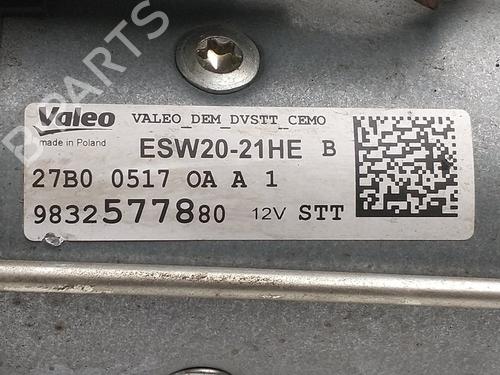 B-PARTS
Valeo VALEO_DEM_DVSTT_CEMO
made in Poland
ESW20-21HE B
27B0 0517 OA A 1
9832577880 12V STT